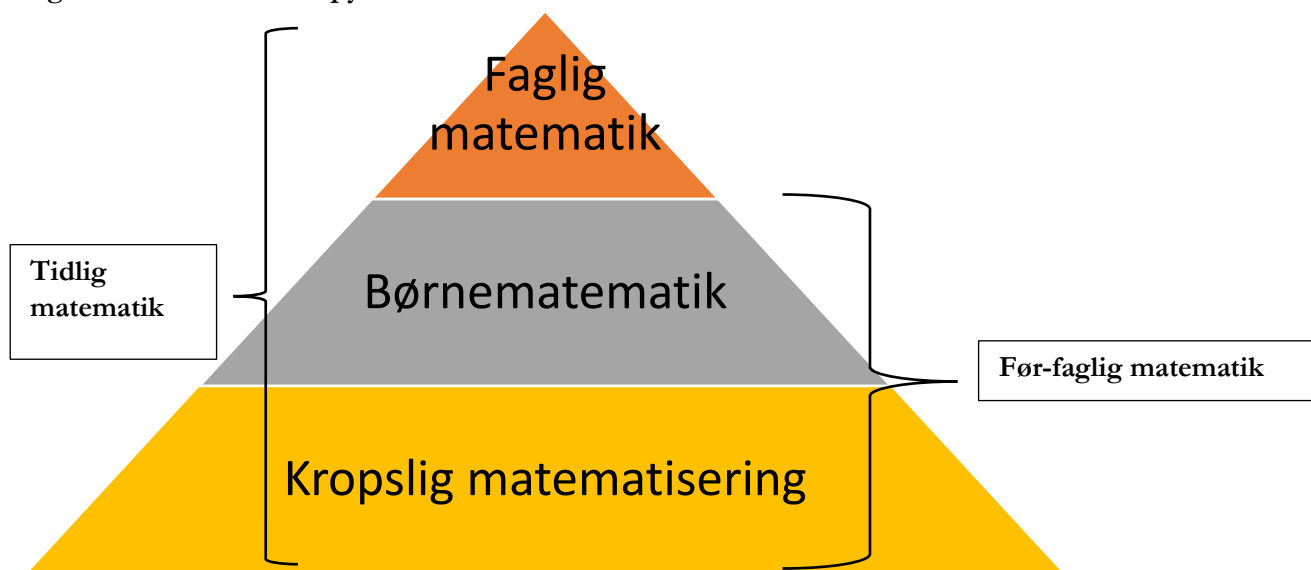 Faglig
matematik
Tidlig
matematik
Børnematematik
Før-faglig matematik
Kropslig matematisering